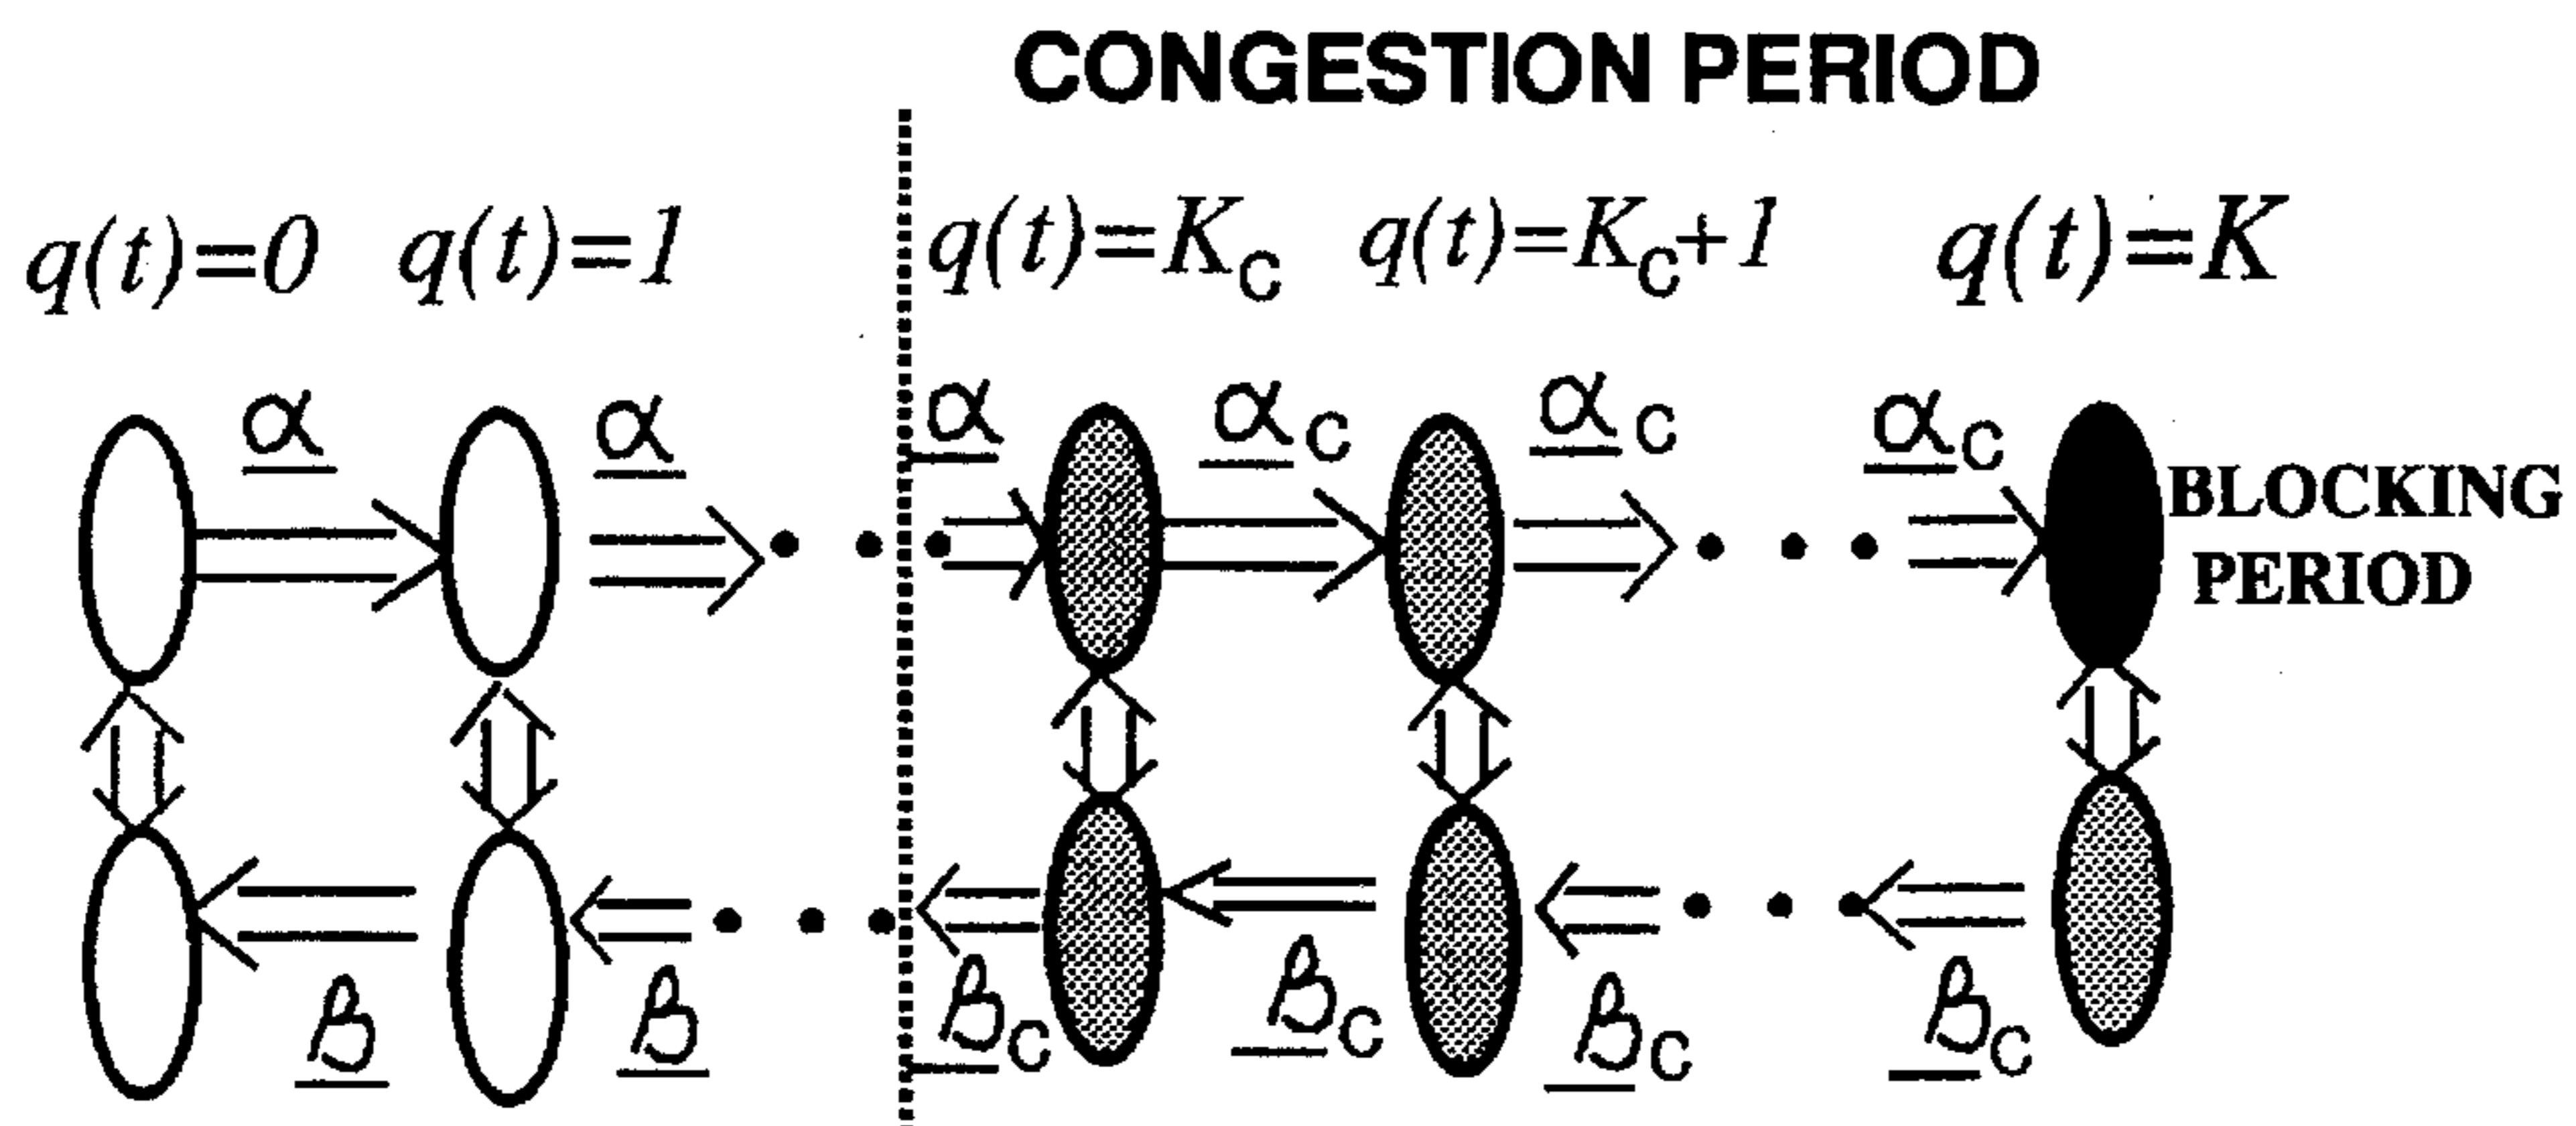 CONGESTION PERIOD
q(t)=0 q(t)=1 q(t)=K_C q(t)=K_C+1 q(t)=K
α α α α_C α_C α_C
BLOCKING
PERIOD
β β β_C β_C β_C β_C